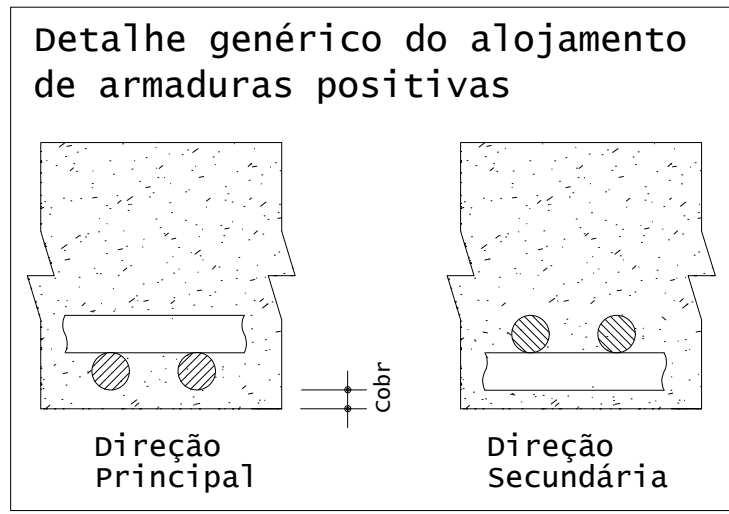 Detalhe genérico do alojamento
de armaduras positivas
cobr
Direção
Principal
Direção
Secundária